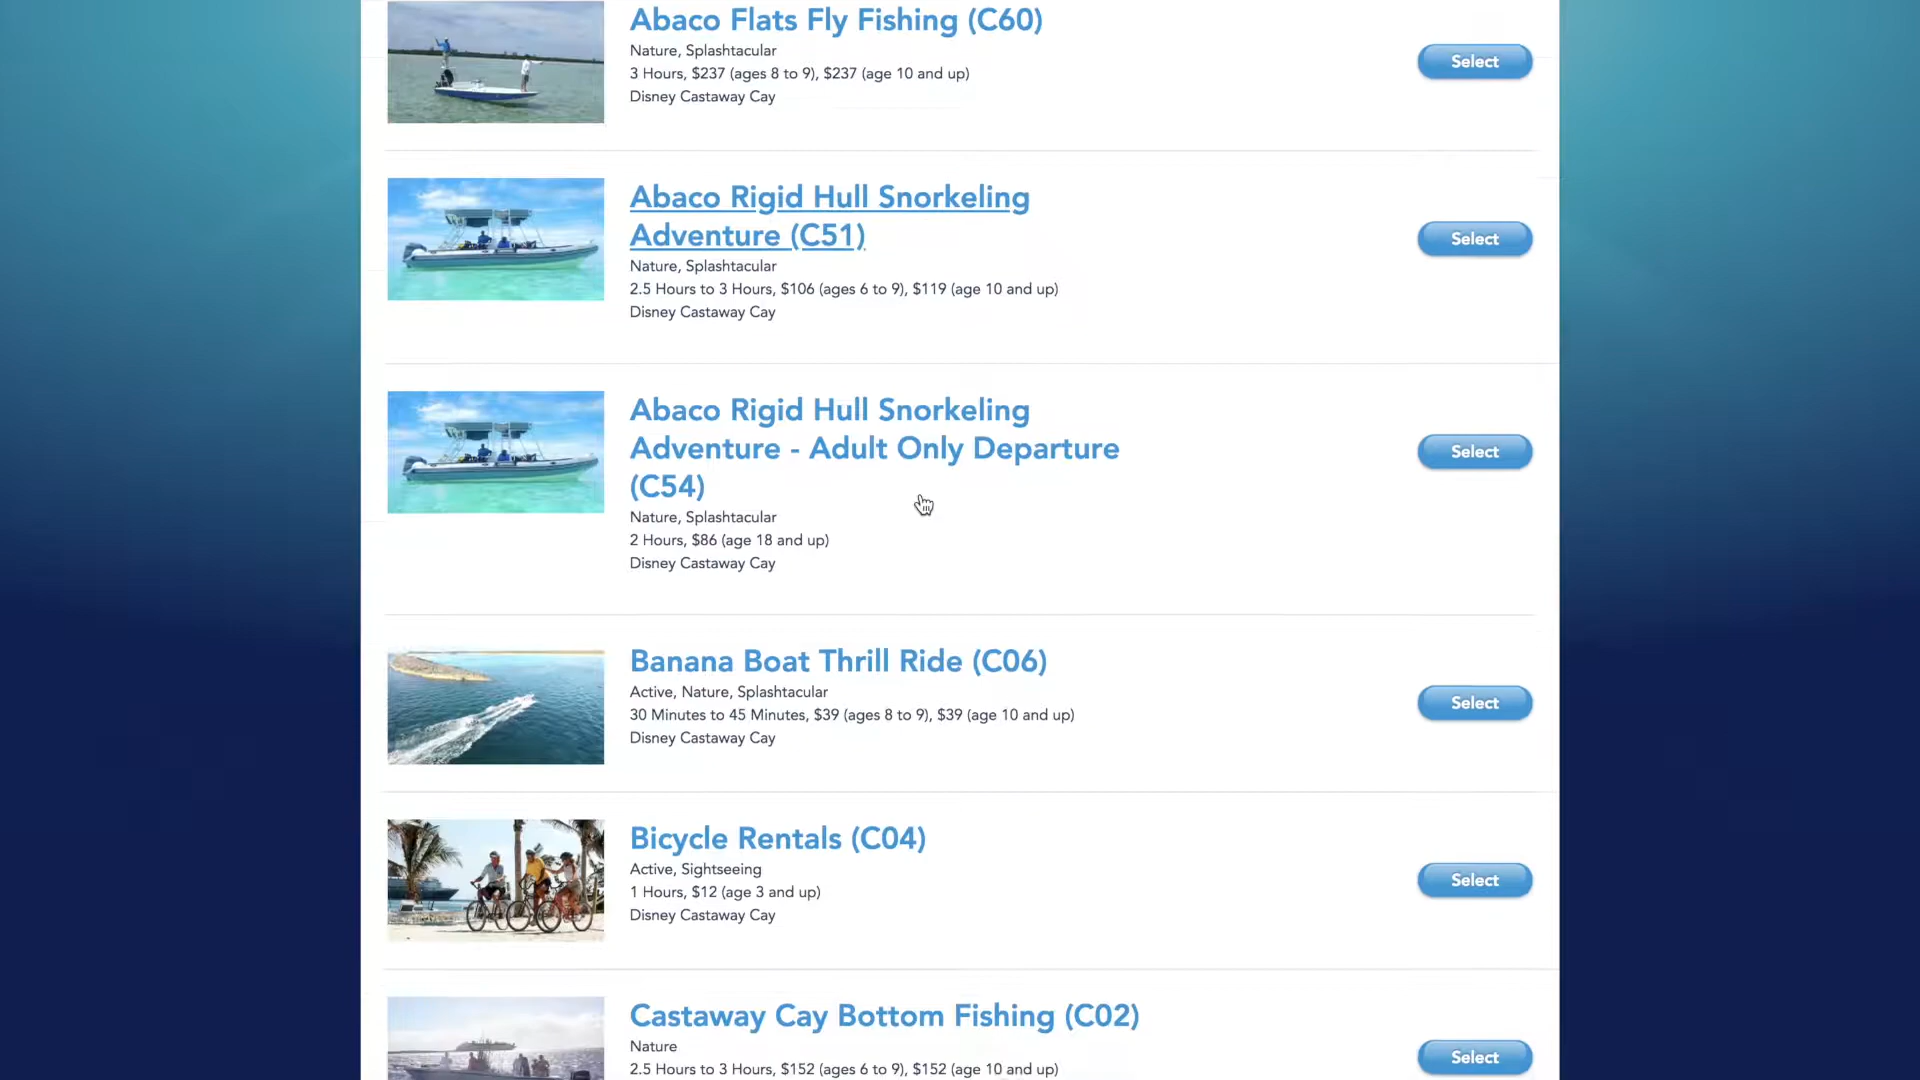 Abaco Flats Fly Fishing (C60)
Nature, Splashtacular
3 Hours, $237 (ages 8 to 9), $237 (age 10 and up)
Disney Castaway Cay
Select
Abaco Rigid Hull Snorkeling
Adventure (C51)
Nature, Splashtacular
2.5 Hours to 3 Hours, $106 (ages 6 to 9), $119 (age 10 and up)
Disney Castaway Cay
Select
Abaco Rigid Hull Snorkeling
Adventure - Adult Only Departure
(C54)
Nature, Splashtacular
2 Hours, $86 (age 18 and up)
Disney Castaway Cay
Select
Banana Boat Thrill Ride (C06)
Active, Nature, Splashtacular
30 Minutes to 45 Minutes, $39 (ages 8 to 9), $39 (age 10 and up)
Disney Castaway Cay
Select
Bicycle Rentals (C04)
Active, Sightseeing
1 Hours, $12 (age 3 and up)
Disney Castaway Cay
Select
Castaway Cay Bottom Fishing (C02)
Nature
2.5 Hours to 3 Hours, $152 (ages 6 to 9), $152 (age 10 and up)
Select